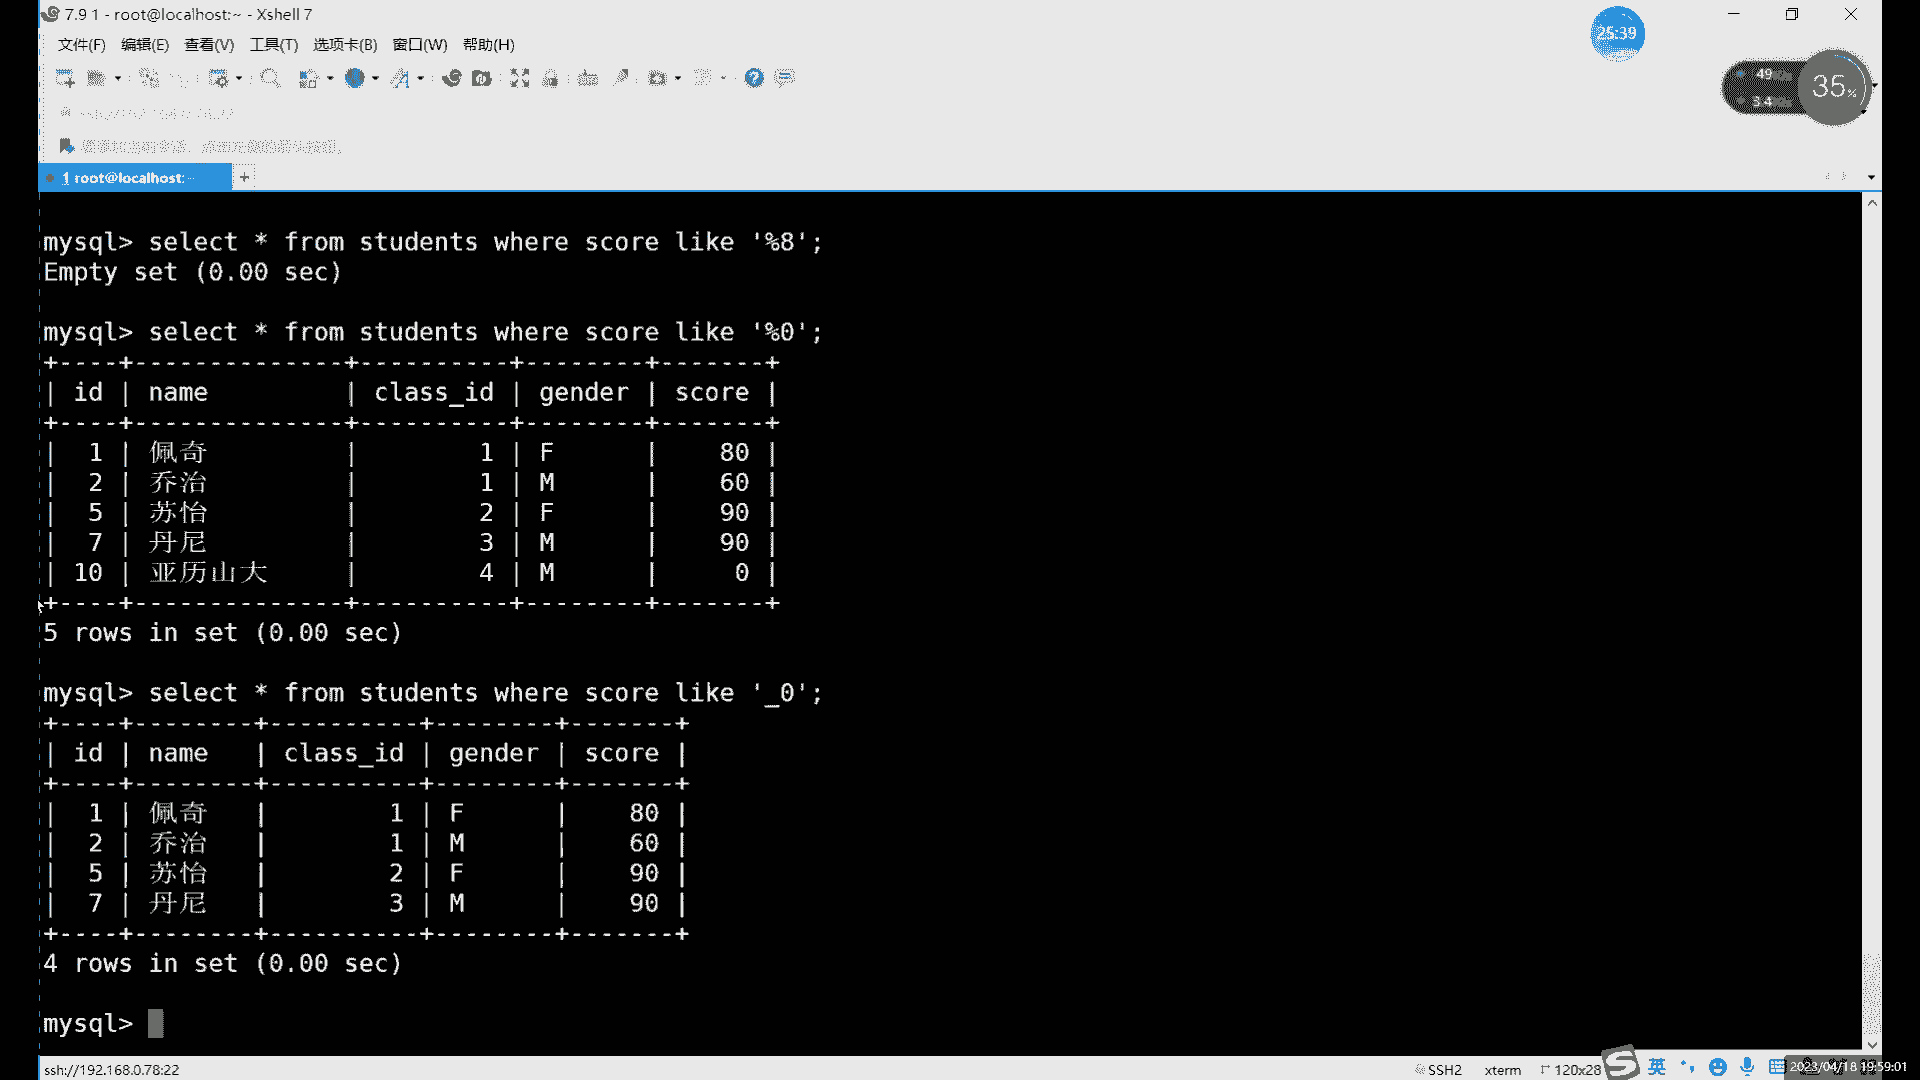 7.9 1 - root@localhost:~ - Xshell 7
25:39
文件(F) 编辑(E) 查看(V) 工具(T) 选项卡(B) 窗口(W) 帮助(H)
49
35%
3.4
1 root@localhost:~ +
mysql> select * from students where score like '%8';
Empty set (0.00 sec)
mysql> select * from students where score like '%0';
+----+--------------+----------+--------+-------+
| id | name         | class_id | gender | score |
+----+--------------+----------+--------+-------+
|  1 | 佩奇         |        1 | F      |    80 |
|  2 | 乔治         |        1 | M      |    60 |
|  5 | 苏怡         |        2 | F      |    90 |
|  7 | 丹尼         |        3 | M      |    90 |
| 10 | 亚历山大     |        4 | M      |     0 |
+----+--------------+----------+--------+-------+
5 rows in set (0.00 sec)
mysql> select * from students where score like '_0';
+----+--------+----------+--------+-------+
| id | name   | class_id | gender | score |
+----+--------+----------+--------+-------+
|  1 | 佩奇   |        1 | F      |    80 |
|  2 | 乔治   |        1 | M      |    60 |
|  5 | 苏怡   |        2 | F      |    90 |
|  7 | 丹尼   |        3 | M      |    90 |
+----+--------+----------+--------+-------+
4 rows in set (0.00 sec)
mysql>
ssh://192.168.0.78:22 SSH2 xterm 120x28 英 2023/04/18 19:59:01